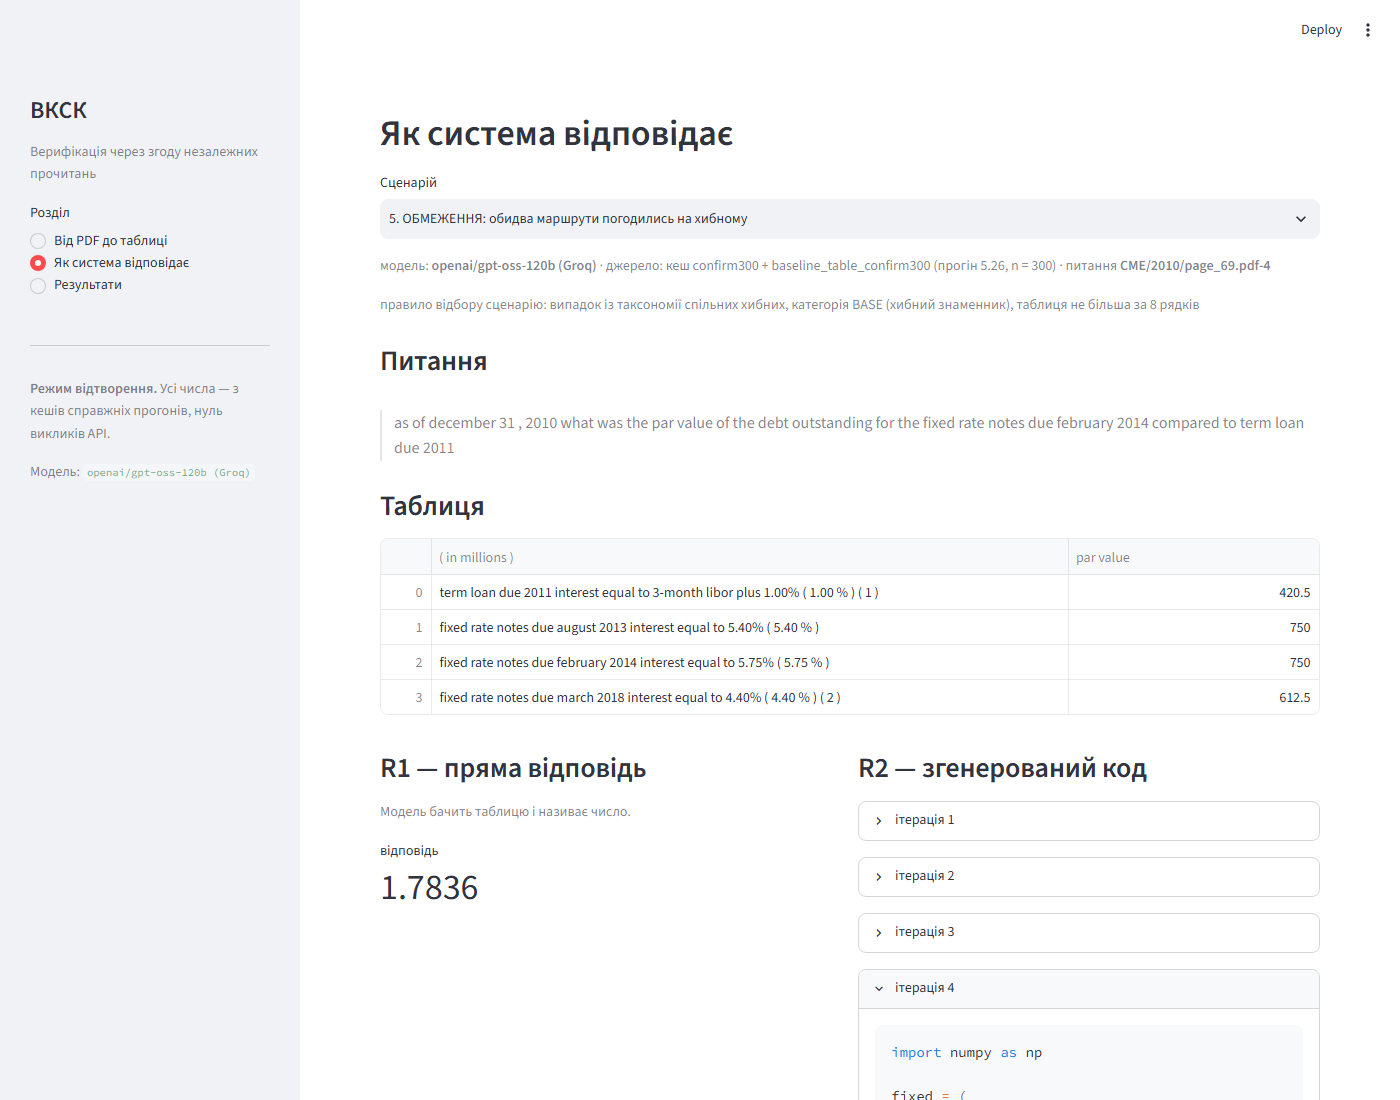 Deploy
ВКСК
Верифікація через згоду незалежних
прочитань
Розділ
Від PDF до таблиці
Як система відповідає
Результати
Режим відтворення. Усі числа — з
кешів справжніх прогонів, нуль
викликів API.
Модель: openai/gpt-oss-120b (Groq)
Як система відповідає
Сценарій
5. ОБМЕЖЕННЯ: обидва маршрути погодились на хибному
модель: openai/gpt-oss-120b (Groq) · джерело: кеш confirm300 + baseline_table_confirm300 (прогін 5.26, n = 300) · питання CME/2010/page_69.pdf-4
правило відбору сценарію: випадок із таксономії спільних хибних, категорія BASE (хибний знаменник), таблиця не більша за 8 рядків
Питання
as of december 31 , 2010 what was the par value of the debt outstanding for the fixed rate notes due february 2014 compared to term loan
due 2011
Таблиця
( in millions ) par value
0 term loan due 2011 interest equal to 3-month libor plus 1.00% ( 1.00 % ) ( 1 ) 420.5
1 fixed rate notes due august 2013 interest equal to 5.40% ( 5.40 % ) 750
2 fixed rate notes due february 2014 interest equal to 5.75% ( 5.75 % ) 750
3 fixed rate notes due march 2018 interest equal to 4.40% ( 4.40 % ) ( 2 ) 612.5
R1 — пряма відповідь
Модель бачить таблицю і називає число.
відповідь
1.7836
R2 — згенерований код
ітерація 1
ітерація 2
ітерація 3
ітерація 4
import numpy as np
fixed = (